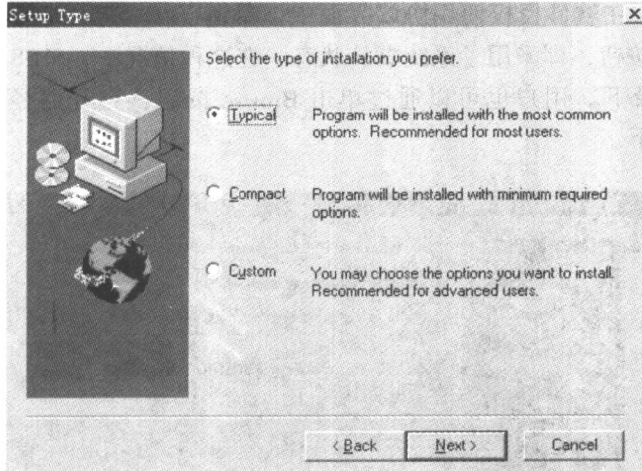 Setup Type
Select the type of installation you prefer.
Typical Program will be installed with the most common
options. Recommended for most users.
Compact Program will be installed with minimum required
options.
Custom You may choose the options you want to install.
Recommended for advanced users.
< Back Next > Cancel